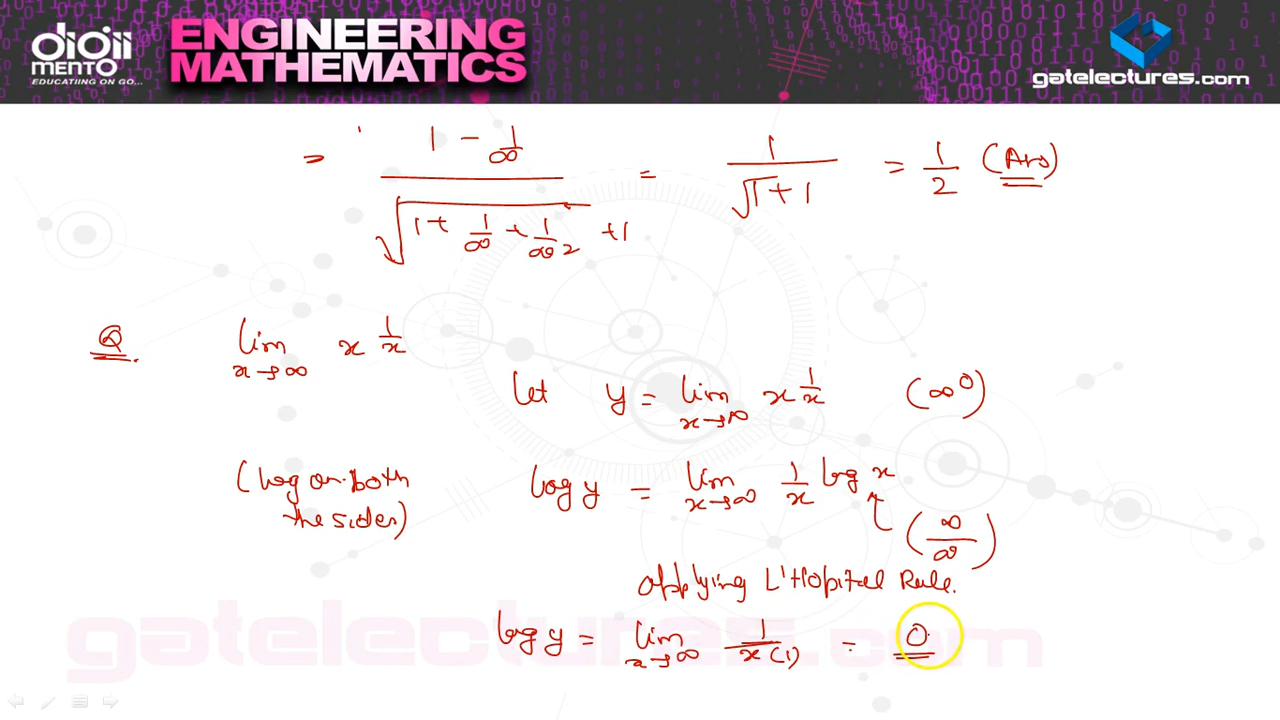 digii
MENTO
EDUCATIING ON GO...
ENGINEERING
MATHEMATICS
gatelectures.com
= (1 - 1/∞) / (√(1 + 1/∞ + 1/∞2) + 1) = 1/(√1 + 1) = 1/2 (Ans)
Q. lim x→∞ x^(1/x)
let y = lim x→∞ x^(1/x) (∞^0)
(log on both the sides)
log y = lim x→∞ 1/x log x
(∞/∞)
applying L'Hopital Rule.
log y = lim x→∞ 1/(x(1)) = 0
gatelectures.com